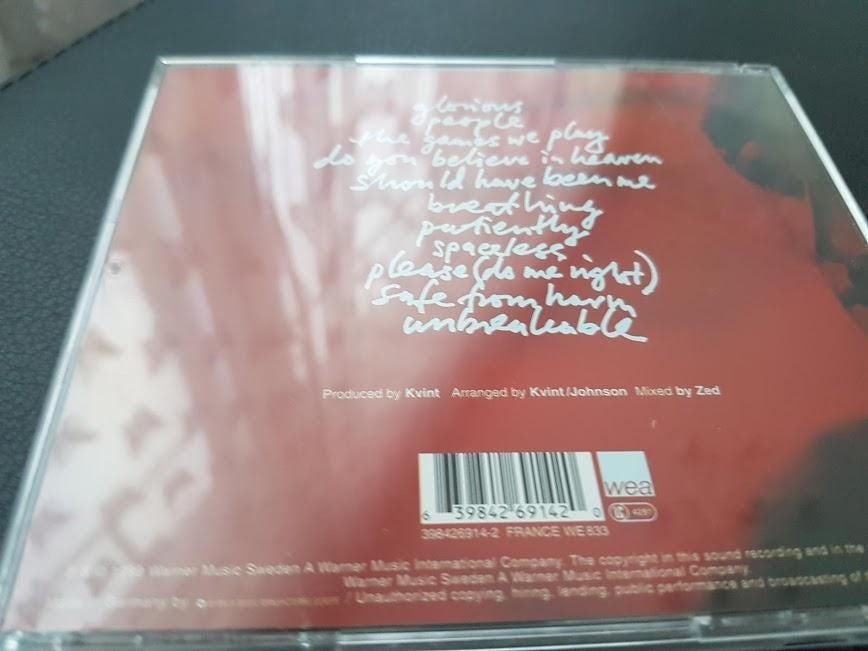 glorious
people
the games we play
do you believe in heaven
should have been me
breathing
patiently
spaceless
please (do me right)
safe from harm
unbreakable
Produced by Kvint Arranged by Kvint/Johnson Mixed by Zed
wea
6 39842 69142 0
398426914-2 FRANCE WE 833
Warner Music Sweden A Warner Music International Company. The copyright in this sound recording and in the
Warner Music Sweden A Warner Music International Company.
Germany by / Unauthorized copying, hiring, lending, public performance and broadcasting of